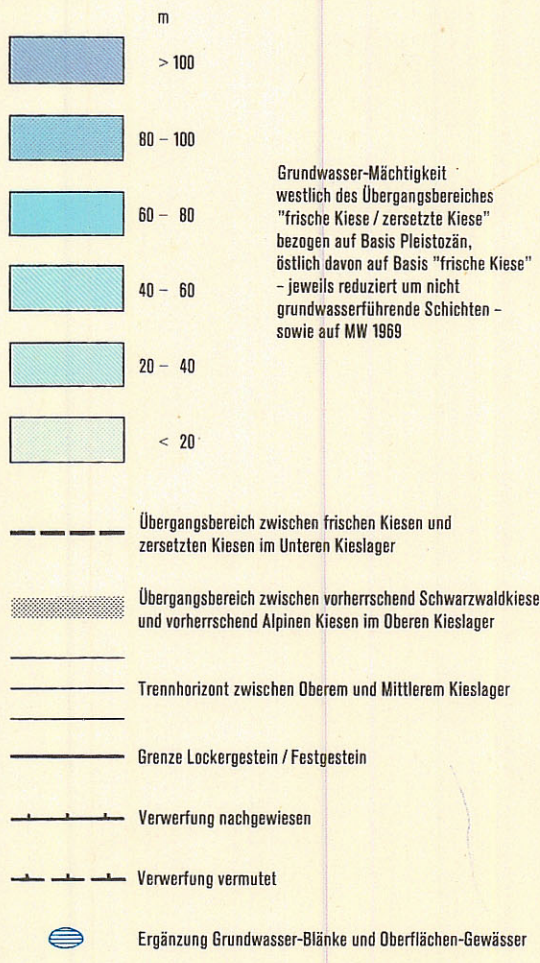 m
> 100
80 – 100
60 – 80
40 – 60
20 – 40
< 20
Grundwasser-Mächtigkeit
westlich des Übergangsbereiches
"frische Kiese / zersetzte Kiese"
bezogen auf Basis Pleistozän,
östlich davon auf Basis "frische Kiese"
– jeweils reduziert um nicht
grundwasserführende Schichten –
sowie auf MW 1969
Übergangsbereich zwischen frischen Kiesen und
zersetzten Kiesen im Unteren Kieslager
Übergangsbereich zwischen vorherrschend Schwarzwaldkiese
und vorherrschend Alpinen Kiesen im Oberen Kieslager
Trennhorizont zwischen Oberem und Mittlerem Kieslager
Grenze Lockergestein / Festgestein
Verwerfung nachgewiesen
Verwerfung vermutet
Ergänzung Grundwasser-Blänke und Oberflächen-Gewässer